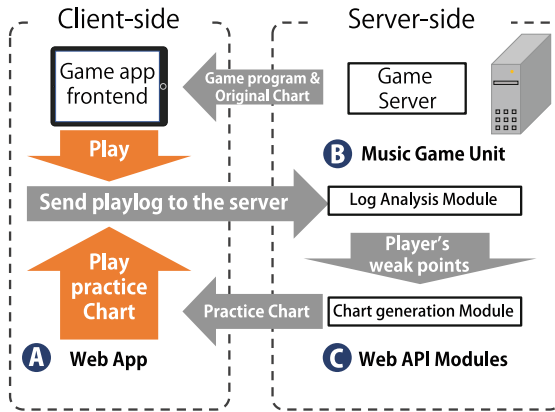 Client-side
Server-side
Game app
frontend
Game program &
Original Chart
Game
Server
Play
B Music Game Unit
Send playlog to the server
Log Analysis Module
Player's
weak points
Play
practice
Chart
Practice Chart
Chart generation Module
A Web App
C Web API Modules